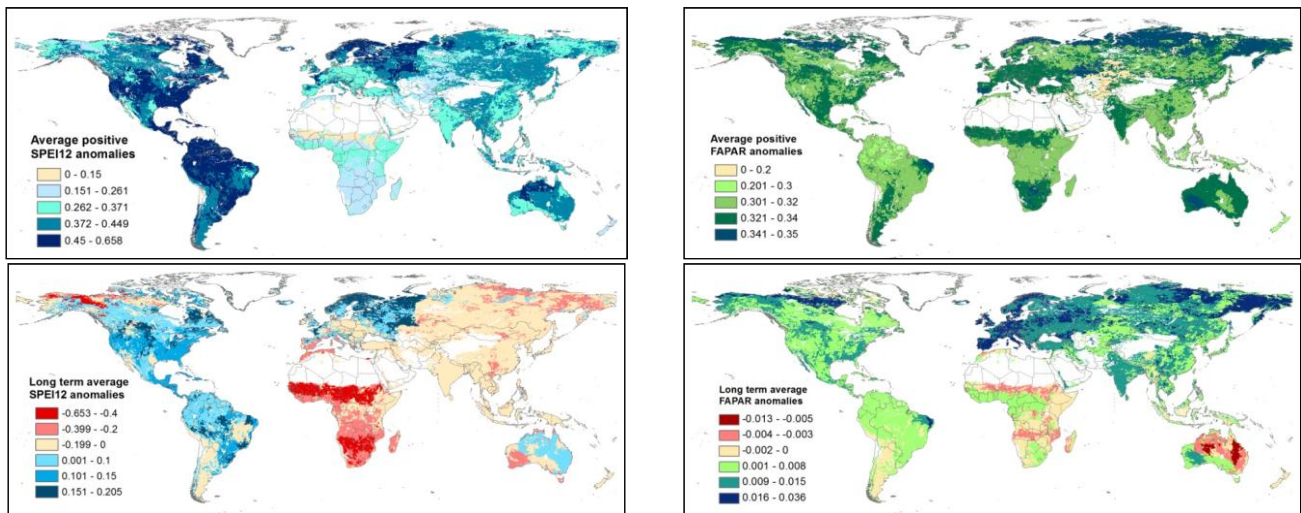 Average positive
SPEI12 anomalies
0 - 0.15
0.151 - 0.261
0.262 - 0.371
0.372 - 0.449
0.45 - 0.658
Average positive
FAPAR anomalies
0 - 0.2
0.201 - 0.3
0.301 - 0.32
0.321 - 0.34
0.341 - 0.35
Long term average
SPEI12 anomalies
-0.653 - -0.4
-0.399 - -0.2
-0.199 - 0
0.001 - 0.1
0.101 - 0.15
0.151 - 0.205
Long term average
FAPAR anomalies
-0.013 - -0.005
-0.004 - -0.003
-0.002 - 0
0.001 - 0.008
0.009 - 0.015
0.016 - 0.036